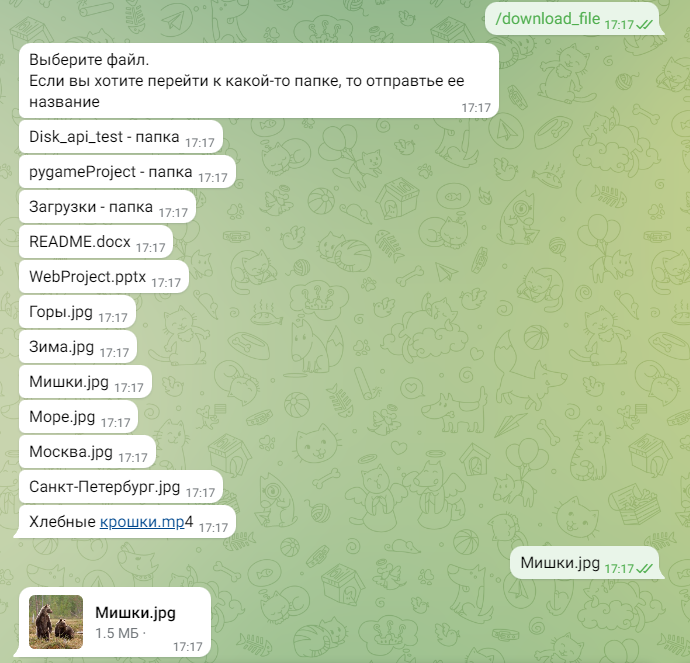 /download_file 17:17
Выберите файл.
Если вы хотите перейти к какой-то папке, то отправтье ее
название
17:17
Disk_api_test - папка 17:17
pygameProject - папка 17:17
Загрузки - папка 17:17
README.docx 17:17
WebProject.pptx 17:17
Горы.jpg 17:17
Зима.jpg 17:17
Мишки.jpg 17:17
Море.jpg 17:17
Москва.jpg 17:17
Санкт-Петербург.jpg 17:17
Хлебные крошки.mp4 17:17
Мишки.jpg 17:17
Мишки.jpg
1.5 МБ ·
17:17